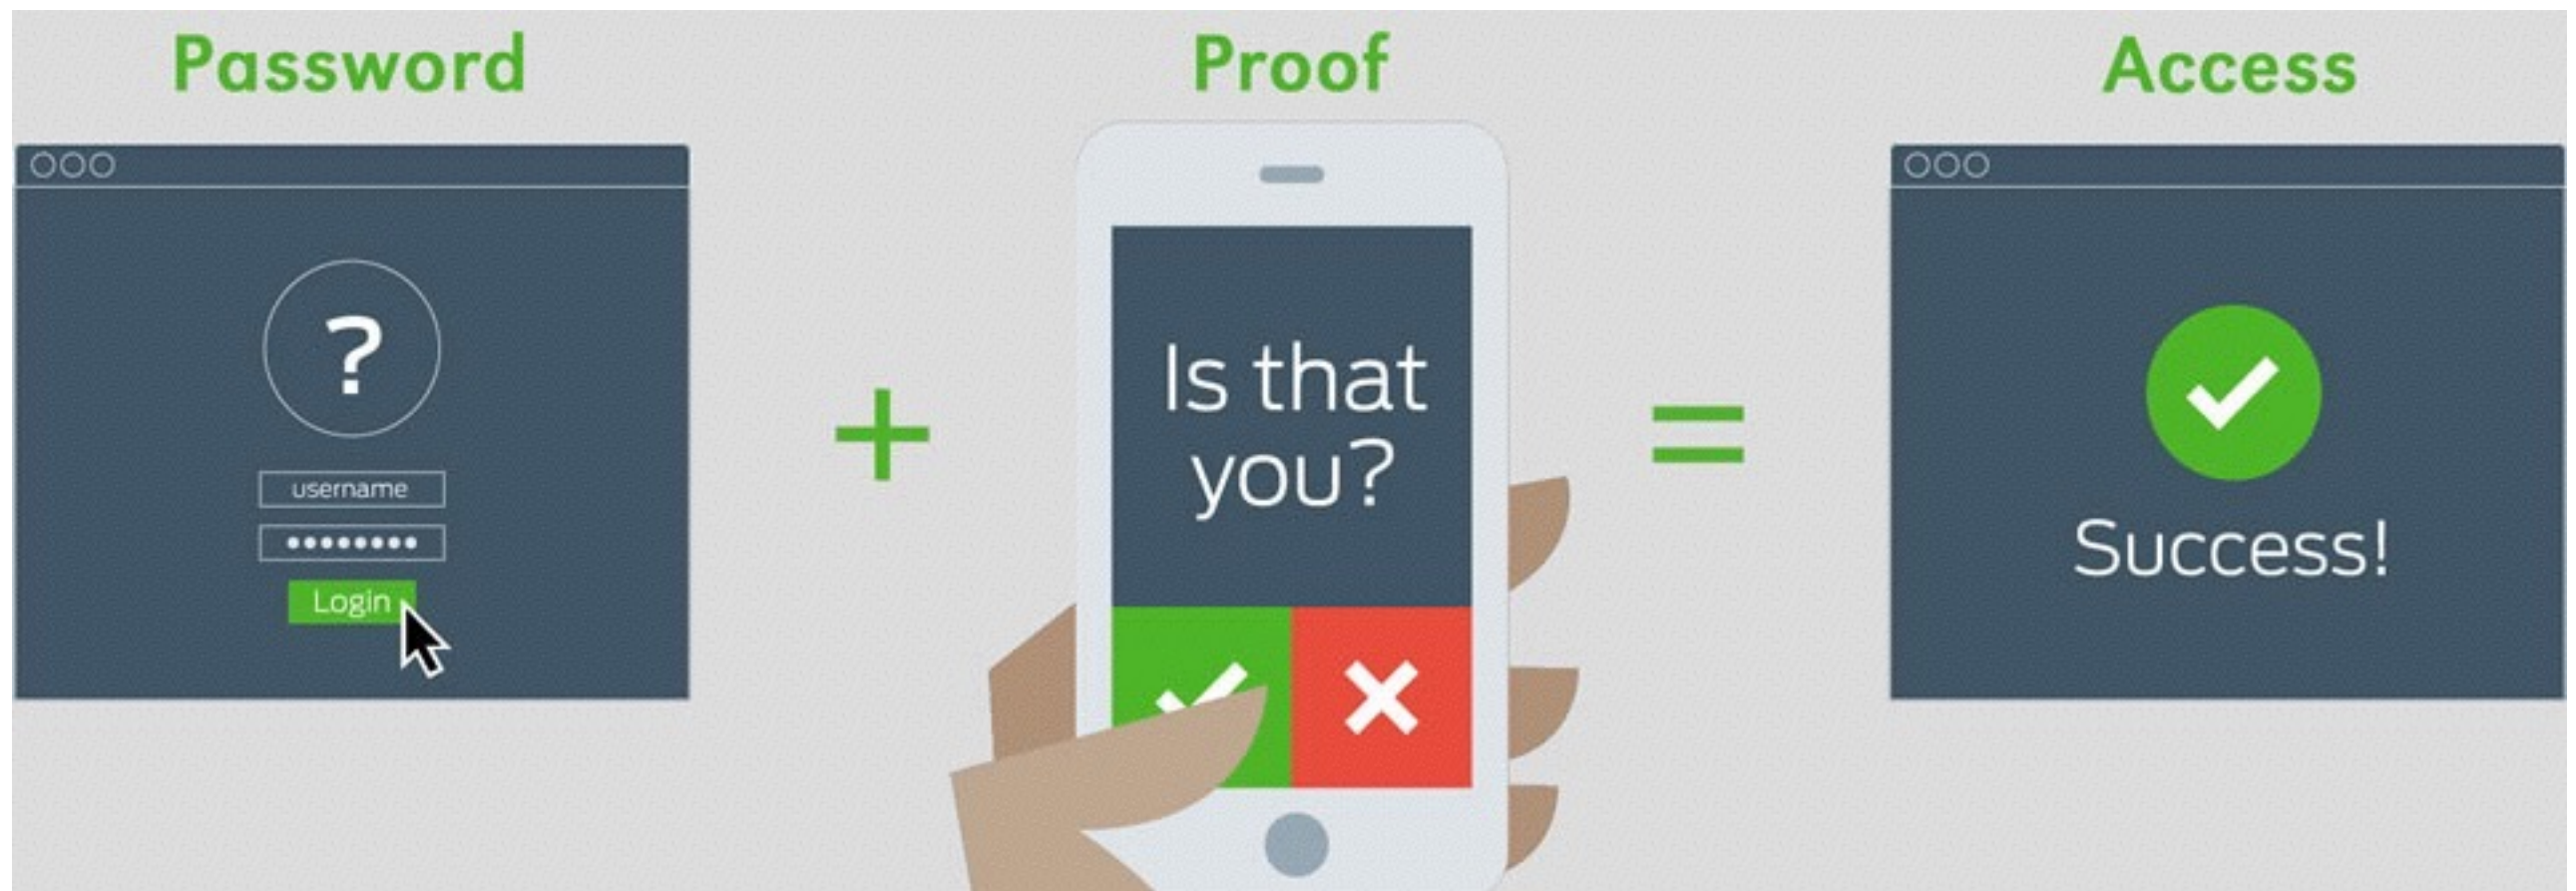 Password
?
username
••••••••
Login
+
Proof
Is that
you?
=
Access
Success!